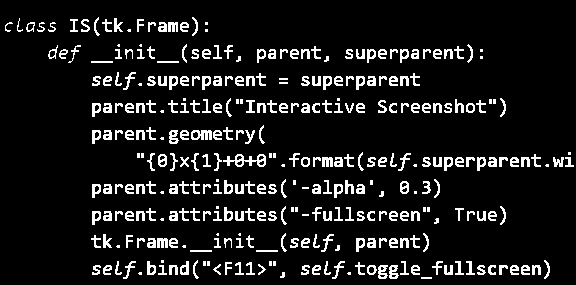 class IS(tk.Frame):
def __init__(self, parent, superparent):
self.superparent = superparent
parent.title("Interactive Screenshot")
parent.geometry(
"{0}x{1}+0+0".format(self.superparent.wi
parent.attributes('-alpha', 0.3)
parent.attributes("-fullscreen", True)
tk.Frame.__init__(self, parent)
self.bind("<F11>", self.toggle_fullscreen)